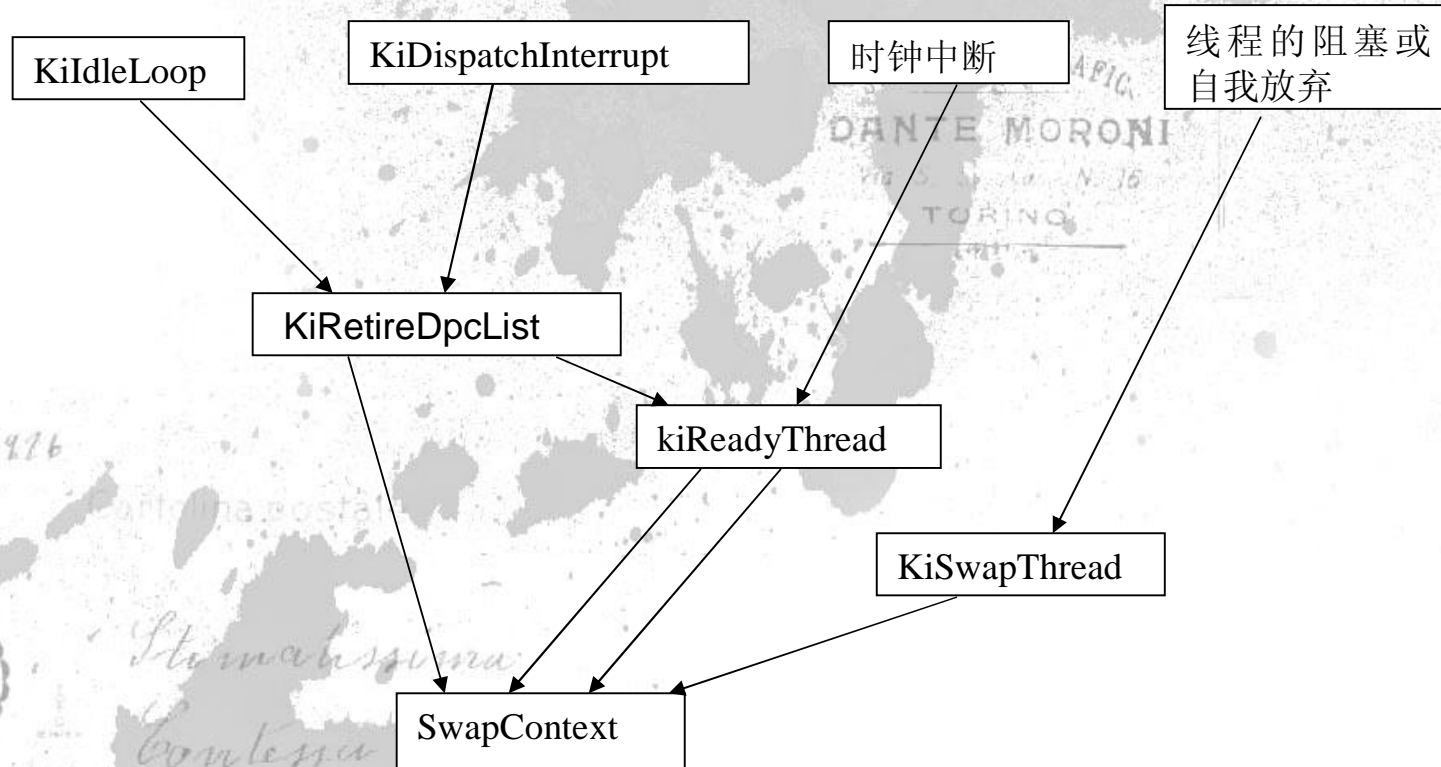 KiIdleLoop
KiDispatchInterrupt
时钟中断
线程的阻塞或
自我放弃
DANTE MORONI
TORINO
KiRetireDpcList
kiReadyThread
KiSwapThread
SwapContext